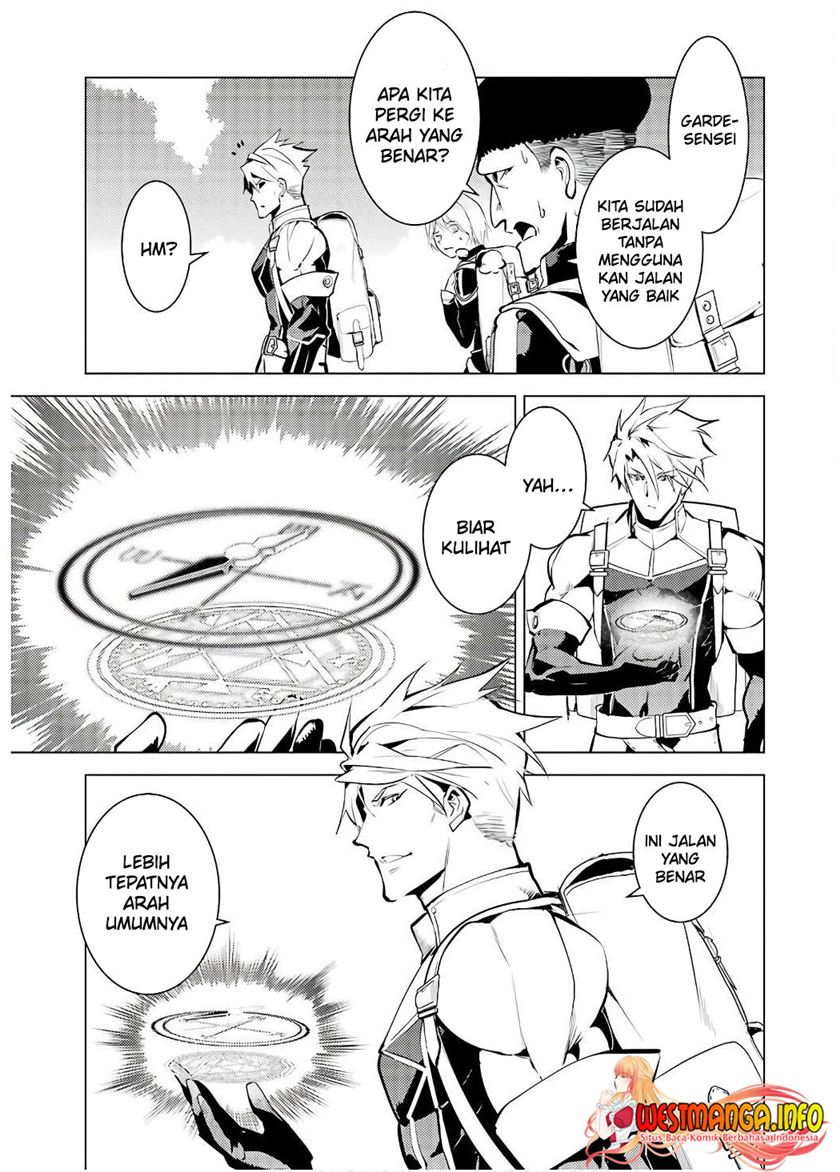 GARDE-
SENSEI
KITA SUDAH
BERJALAN
TANPA
MENGGUNA
KAN JALAN
YANG BAIK
APA KITA
PERGI KE
ARAH YANG
BENAR?
HM?
YAH...
BIAR
KULIHAT
INI JALAN
YANG
BENAR
LEBIH
TEPATNYA
ARAH
UMUMNYA
WESTMANGA.INFO
Situs Baca Komik Berbahasa Indonesia